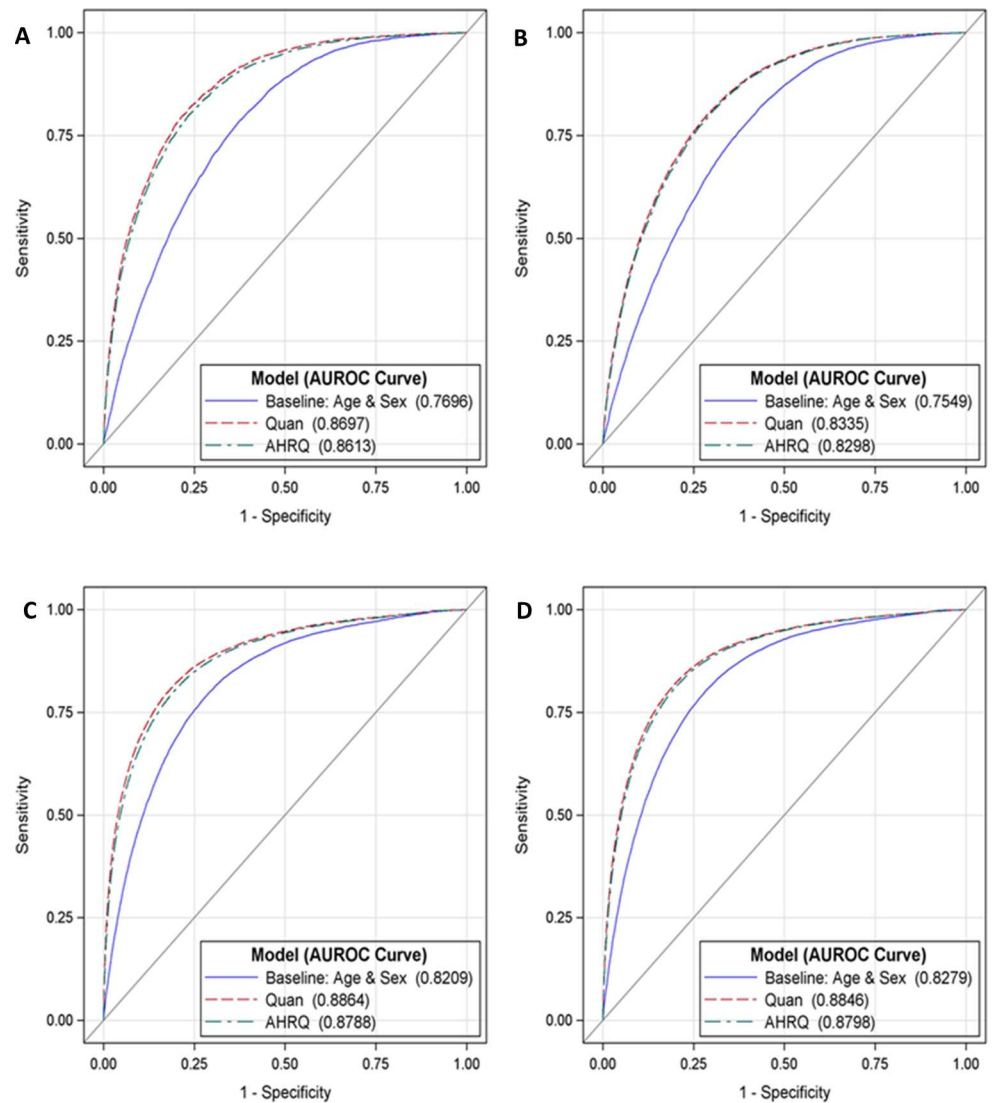 A
1.00
0.75
0.50
0.25
0.00
Sensitivity
Model (AUROC Curve)
Baseline: Age & Sex (0.7696)
Quan (0.8697)
AHRQ (0.8613)
0.00 0.25 0.50 0.75 1.00
1 - Specificity
B
1.00
0.75
0.50
0.25
0.00
Sensitivity
Model (AUROC Curve)
Baseline: Age & Sex (0.7549)
Quan (0.8335)
AHRQ (0.8298)
0.00 0.25 0.50 0.75 1.00
1 - Specificity
C
1.00
0.75
0.50
0.25
0.00
Sensitivity
Model (AUROC Curve)
Baseline: Age & Sex (0.8209)
Quan (0.8864)
AHRQ (0.8788)
0.00 0.25 0.50 0.75 1.00
1 - Specificity
D
1.00
0.75
0.50
0.25
0.00
Sensitivity
Model (AUROC Curve)
Baseline: Age & Sex (0.8279)
Quan (0.8846)
AHRQ (0.8798)
0.00 0.25 0.50 0.75 1.00
1 - Specificity